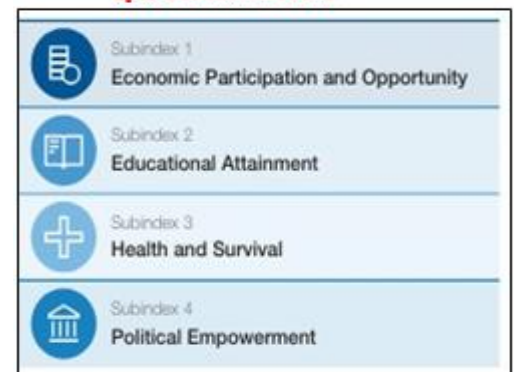 Subindex 1
Economic Participation and Opportunity
Subindex 2
Educational Attainment
Subindex 3
Health and Survival
Subindex 4
Political Empowerment